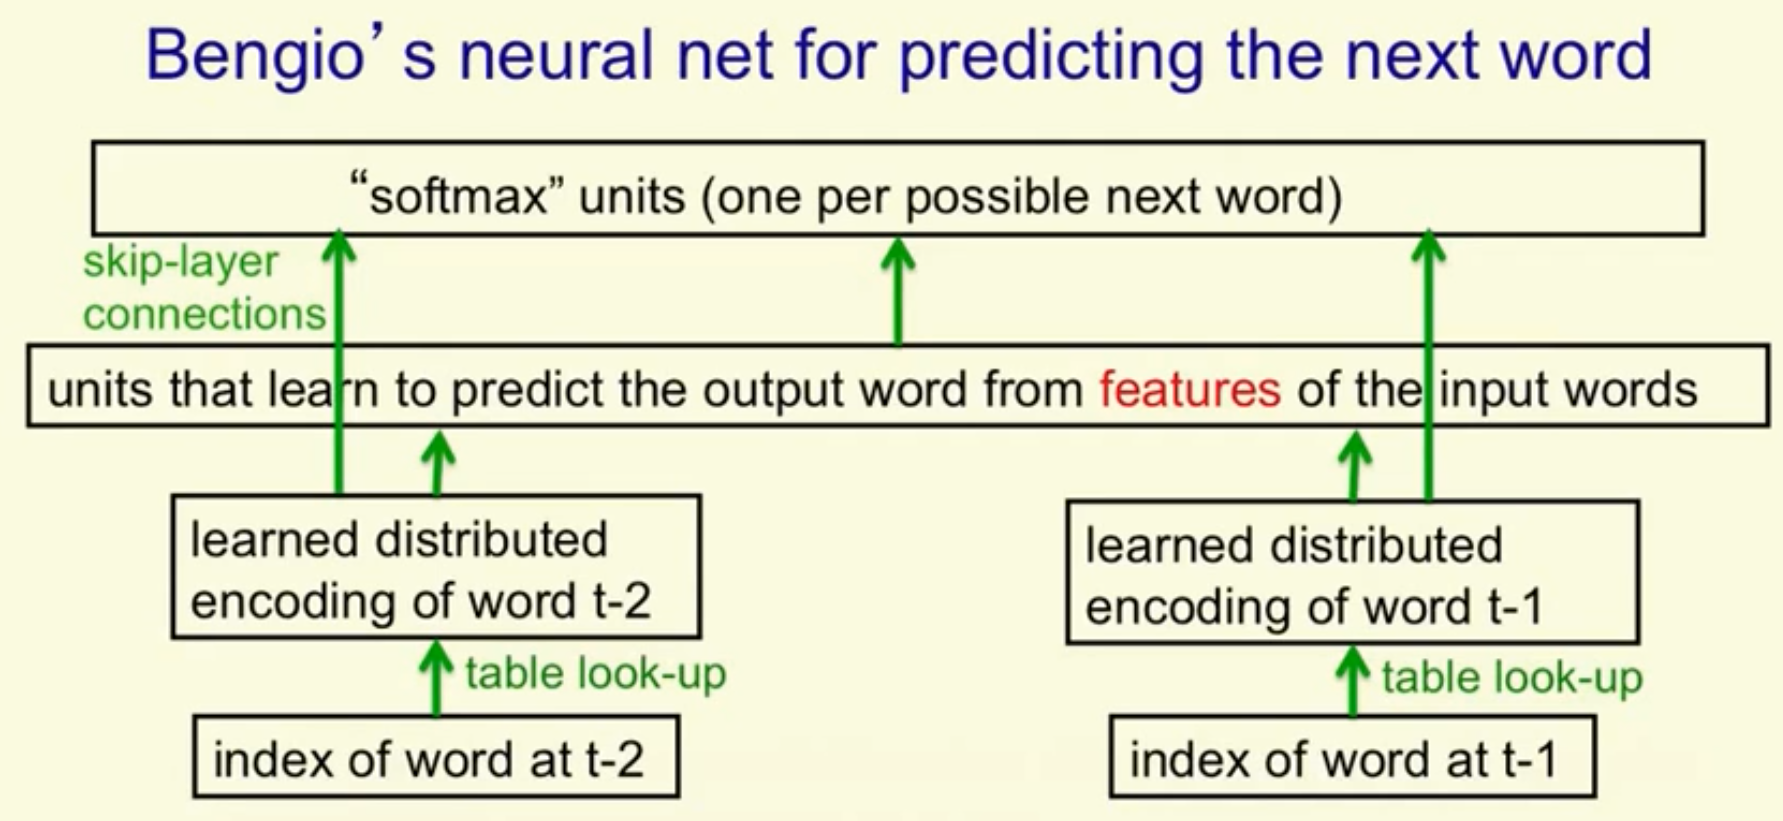 Bengio’s neural net for predicting the next word
“softmax” units (one per possible next word)
skip-layer
connections
units that learn to predict the output word from features of the input words
learned distributed
encoding of word t-2
learned distributed
encoding of word t-1
table look-up
table look-up
index of word at t-2
index of word at t-1